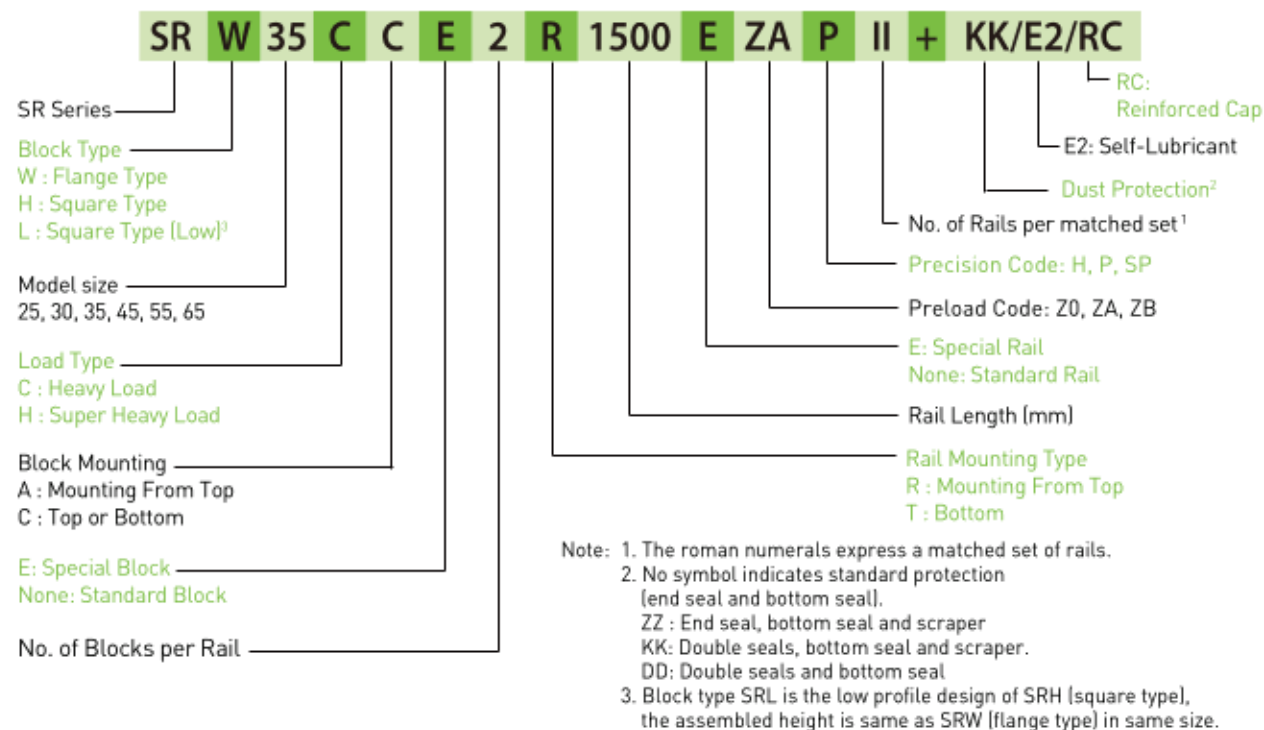 SR W 35 C C E 2 R 1500 E ZA P II + KK/E2/RC
SR Series
Block Type
W : Flange Type
H : Square Type
L : Square Type (Low)³⁾
Model size
25, 30, 35, 45, 55, 65
Load Type
C : Heavy Load
H : Super Heavy Load
Block Mounting
A : Mounting From Top
C : Top or Bottom
E: Special Block
None: Standard Block
No. of Blocks per Rail
RC:
Reinforced Cap
E2: Self-Lubricant
Dust Protection²
No. of Rails per matched set¹
Precision Code: H, P, SP
Preload Code: Z0, ZA, ZB
E: Special Rail
None: Standard Rail
Rail Length (mm)
Rail Mounting Type
R : Mounting From Top
T : Bottom
Note: 1. The roman numerals express a matched set of rails.
2. No symbol indicates standard protection
(end seal and bottom seal).
ZZ : End seal, bottom seal and scraper
KK: Double seals, bottom seal and scraper.
DD: Double seals and bottom seal
3. Block type SRL is the low profile design of SRH (square type),
the assembled height is same as SRW (flange type) in same size.